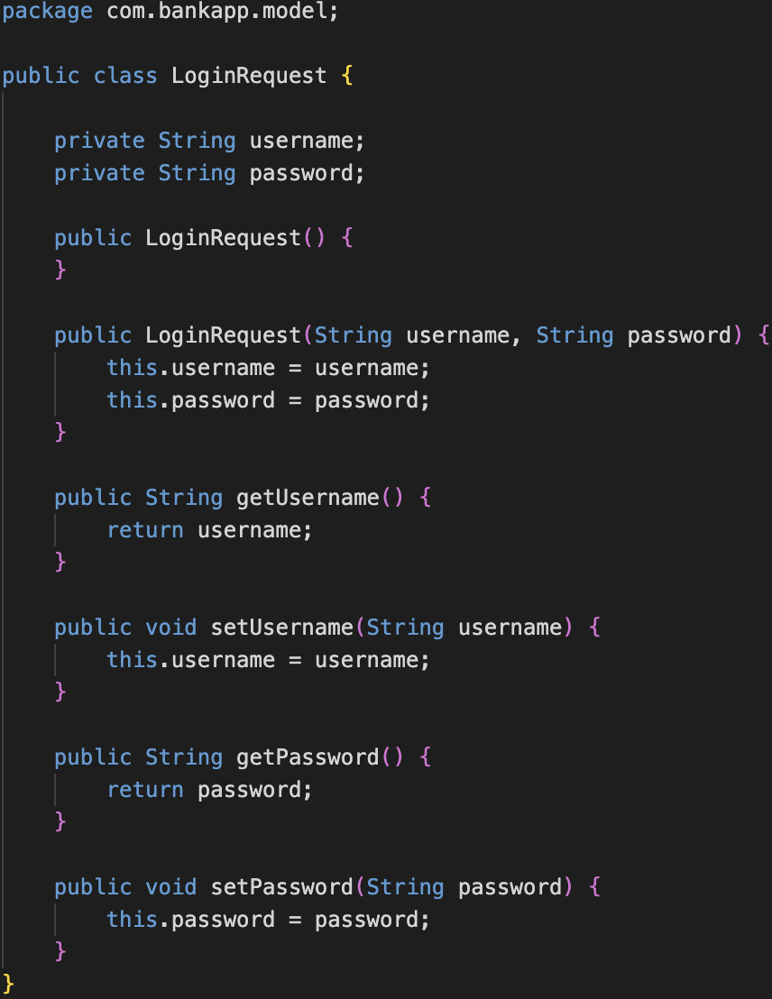 package com.bankapp.model;

public class LoginRequest {

    private String username;
    private String password;

    public LoginRequest() {
    }

    public LoginRequest(String username, String password) {
        this.username = username;
        this.password = password;
    }

    public String getUsername() {
        return username;
    }

    public void setUsername(String username) {
        this.username = username;
    }

    public String getPassword() {
        return password;
    }

    public void setPassword(String password) {
        this.password = password;
    }
}